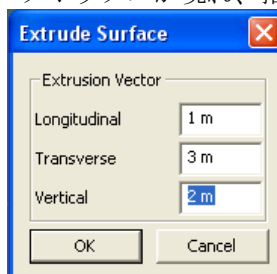 Extrude Surface
Extrusion Vector
Longitudinal 1 m
Transverse 3 m
Vertical 2 m
OK Cancel